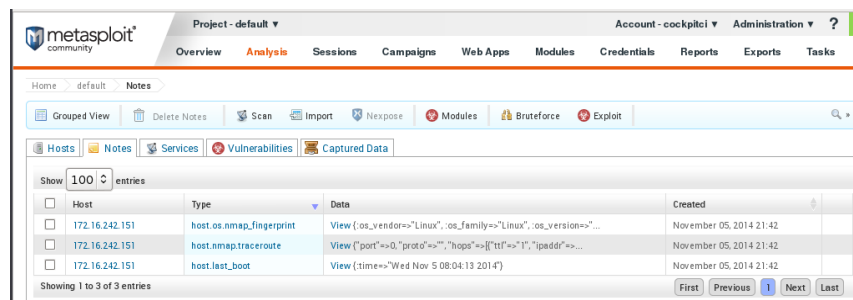 metasploit®
community
Project - default ▼
Account - cockpitci ▼ Administration ▼ ?
Overview Analysis Sessions Campaigns Web Apps Modules Credentials Reports Exports Tasks
Home default Notes
Grouped View Delete Notes Scan Import Nexpose Modules Bruteforce Exploit
Hosts Notes Services Vulnerabilities Captured Data
Show 100 entries
Host Type Data Created
172.16.242.151 host.os.nmap_fingerprint View {:os_vendor=>"Linux", :os_family=>"Linux", :os_version=>"... November 05, 2014 21:42
172.16.242.151 host.nmap.traceroute View {"port"=>0, "proto"=>"", "hops"=>[{"ttl"=>"1", "ipaddr"=>... November 05, 2014 21:42
172.16.242.151 host.last_boot View {:time=>"Wed Nov 5 08:04:13 2014"} November 05, 2014 21:42
Showing 1 to 3 of 3 entries
First Previous 1 Next Last